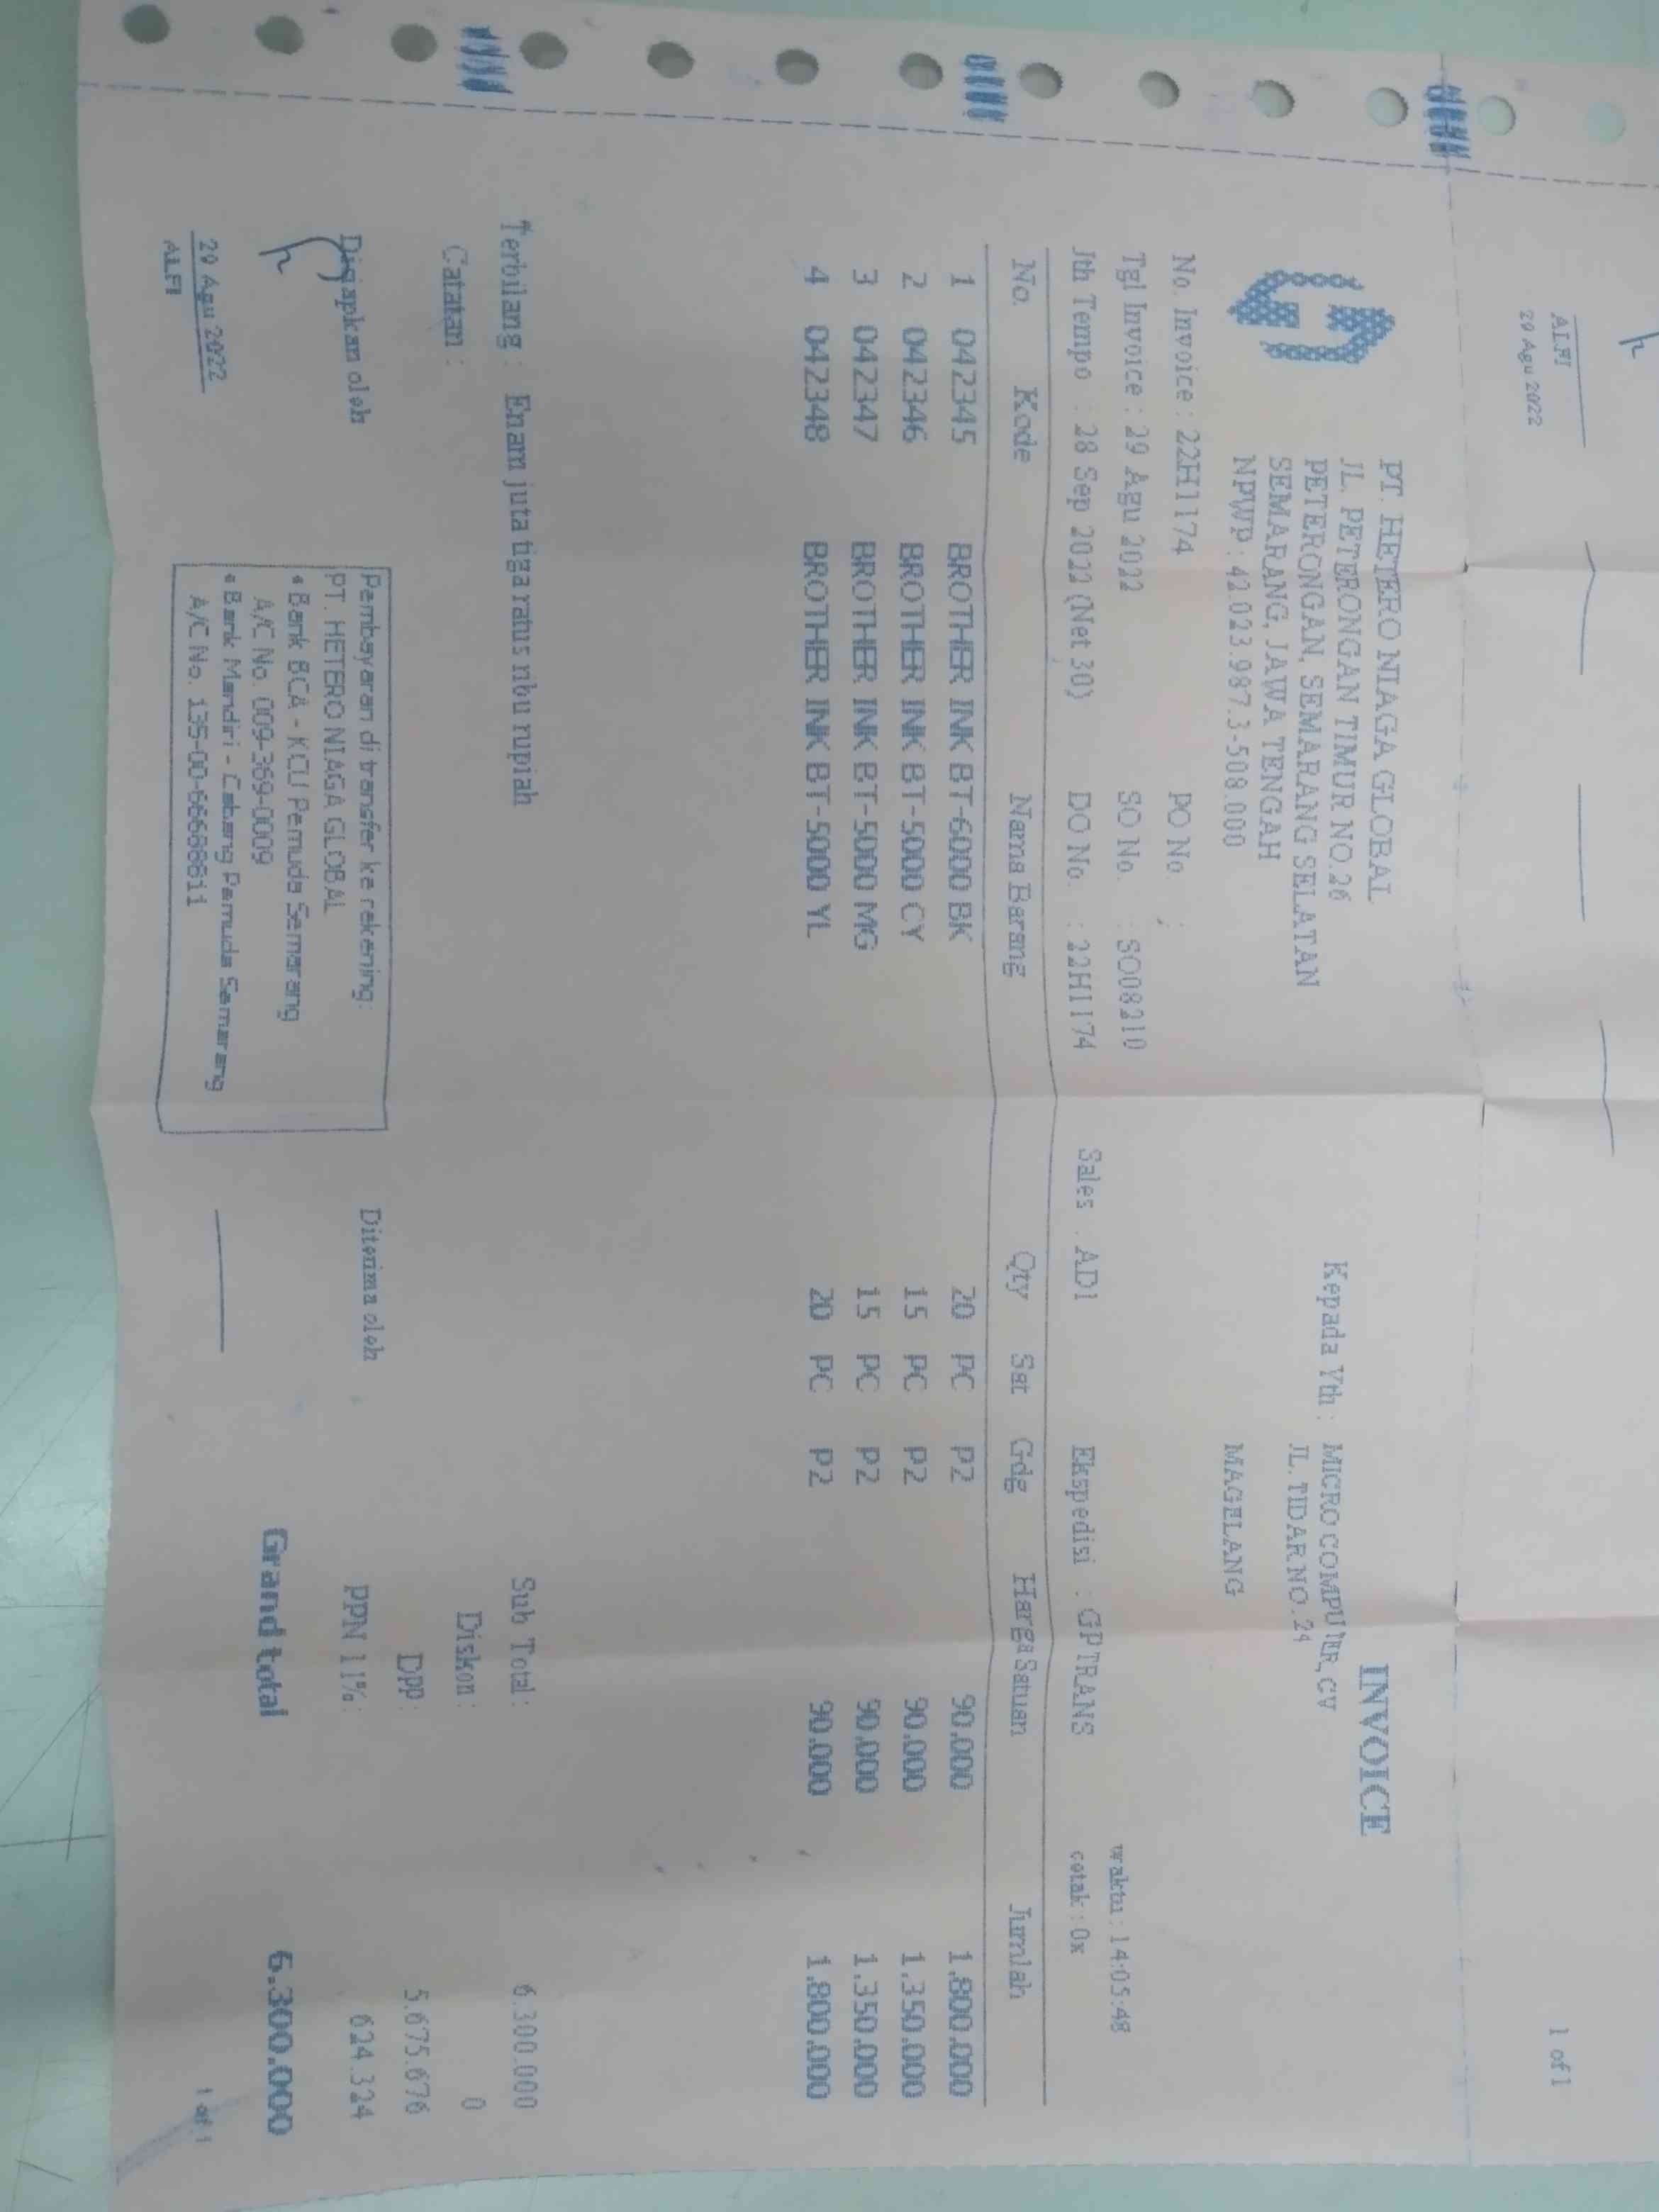 ALFI
29 Agu 2022
1 of 1
INVOICE
PT. HETERO NIAGA GLOBAL
JL. PETERONGAN TIMUR NO.26
PETERONGAN, SEMARANG SELATAN
SEMARANG, JAWA TENGAH
NPWP : 42.023.987.3-508.000
Kepada Yth : MICRO COMPUTER, CV
JL. TIDAR NO. 24
MAGELANG
No. Invoice : 22H1174 PO No. :
Tgl Invoice : 29 Agu 2022 SO No. : SO08210 waktu : 14:05:48
Jth Tempo : 28 Sep 2022 (Net 30) DO No. : 22H1174 Sales : AD1 Ekspedisi : GP TRANS cetak : 0x
No. Kode Nama Barang Qty Sat Gdg Harga Satuan Jumlah
1 042345 BROTHER INK BT-6000 BK 20 PC P2 90.000 1.800.000
2 042346 BROTHER INK BT-5000 CY 15 PC P2 90.000 1.350.000
3 042347 BROTHER INK BT-5000 MG 15 PC P2 90.000 1.350.000
4 042348 BROTHER INK BT-5000 YL 20 PC P2 90.000 1.800.000
Terbilang : Enam juta tiga ratus ribu rupiah
Catatan :
Sub Total : 6.300.000
Diskon : 0
Dpp : 5.675.676
PPN 11% : 624.324
Grand total 6.300.000
Disiapkan oleh
29 Agu 2022
ALFI
Pembayaran di transfer ke rekening:
PT. HETERO NIAGA GLOBAL
* Bank BCA - KCU Pemuda Semarang
A/C No. 009-369-0009
* Bank Mandiri - Cabang Pemuda Semarang
A/C No. 135-00-6668811
Diterima oleh
1 of 1